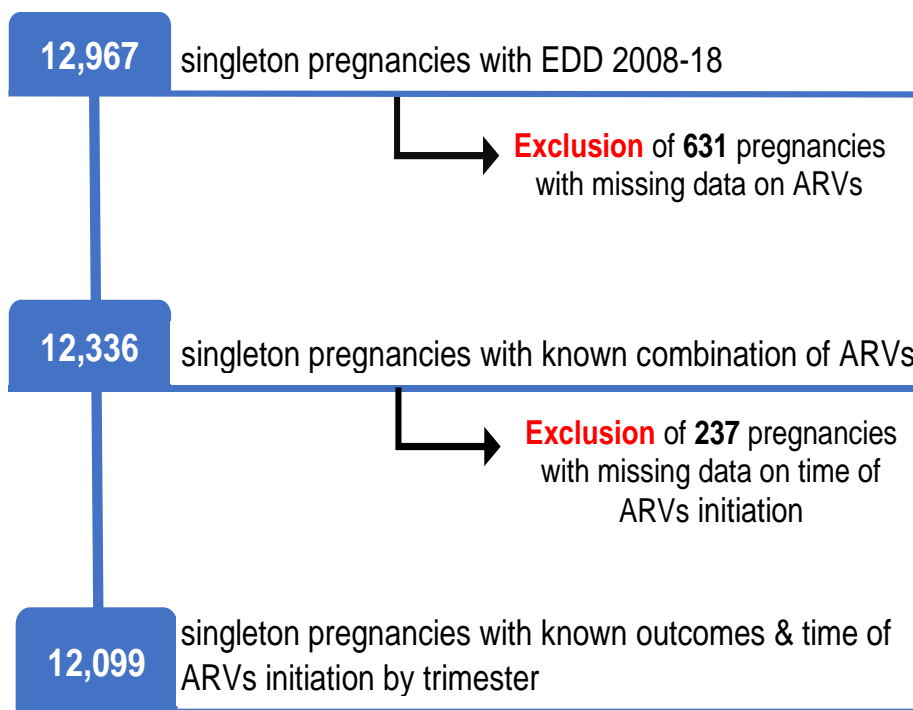 12,967 singleton pregnancies with EDD 2008-18
Exclusion of 631 pregnancies
with missing data on ARVs
12,336 singleton pregnancies with known combination of ARVs
Exclusion of 237 pregnancies
with missing data on time of
ARVs initiation
12,099 singleton pregnancies with known outcomes & time of
ARVs initiation by trimester